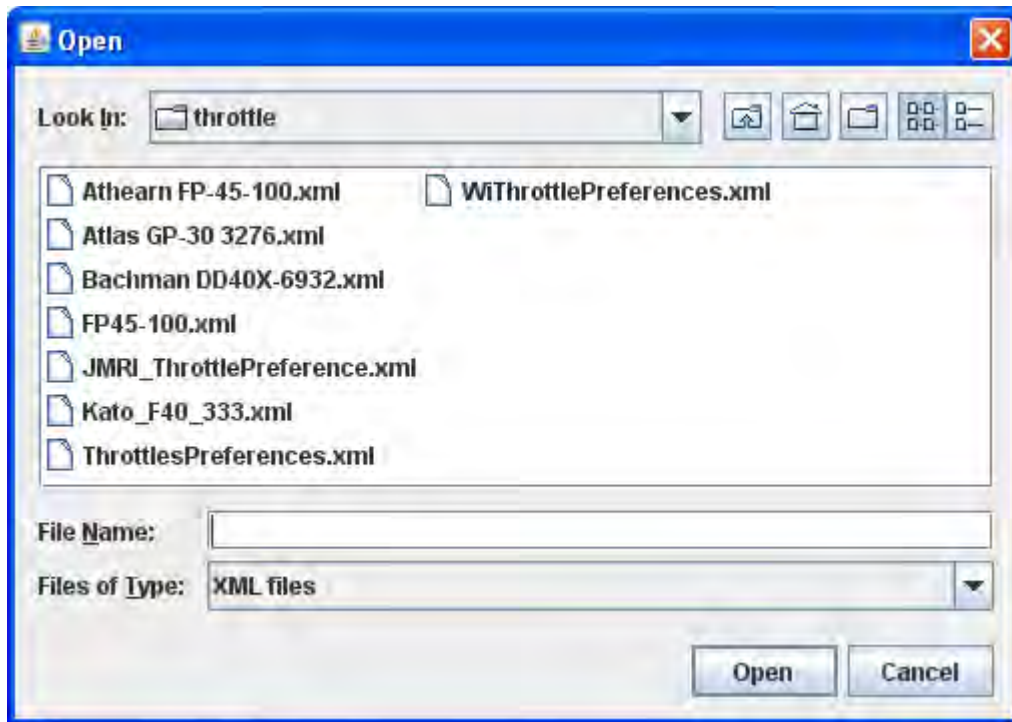 Open
Look In: throttle
Athearn FP-45-100.xml
Atlas GP-30 3276.xml
Bachman DD40X-6932.xml
FP45-100.xml
JMRI_ThrottlePreference.xml
Kato_F40_333.xml
ThrottlesPreferences.xml
WiThrottlePreferences.xml
File Name:
Files of Type: XML files
Open Cancel